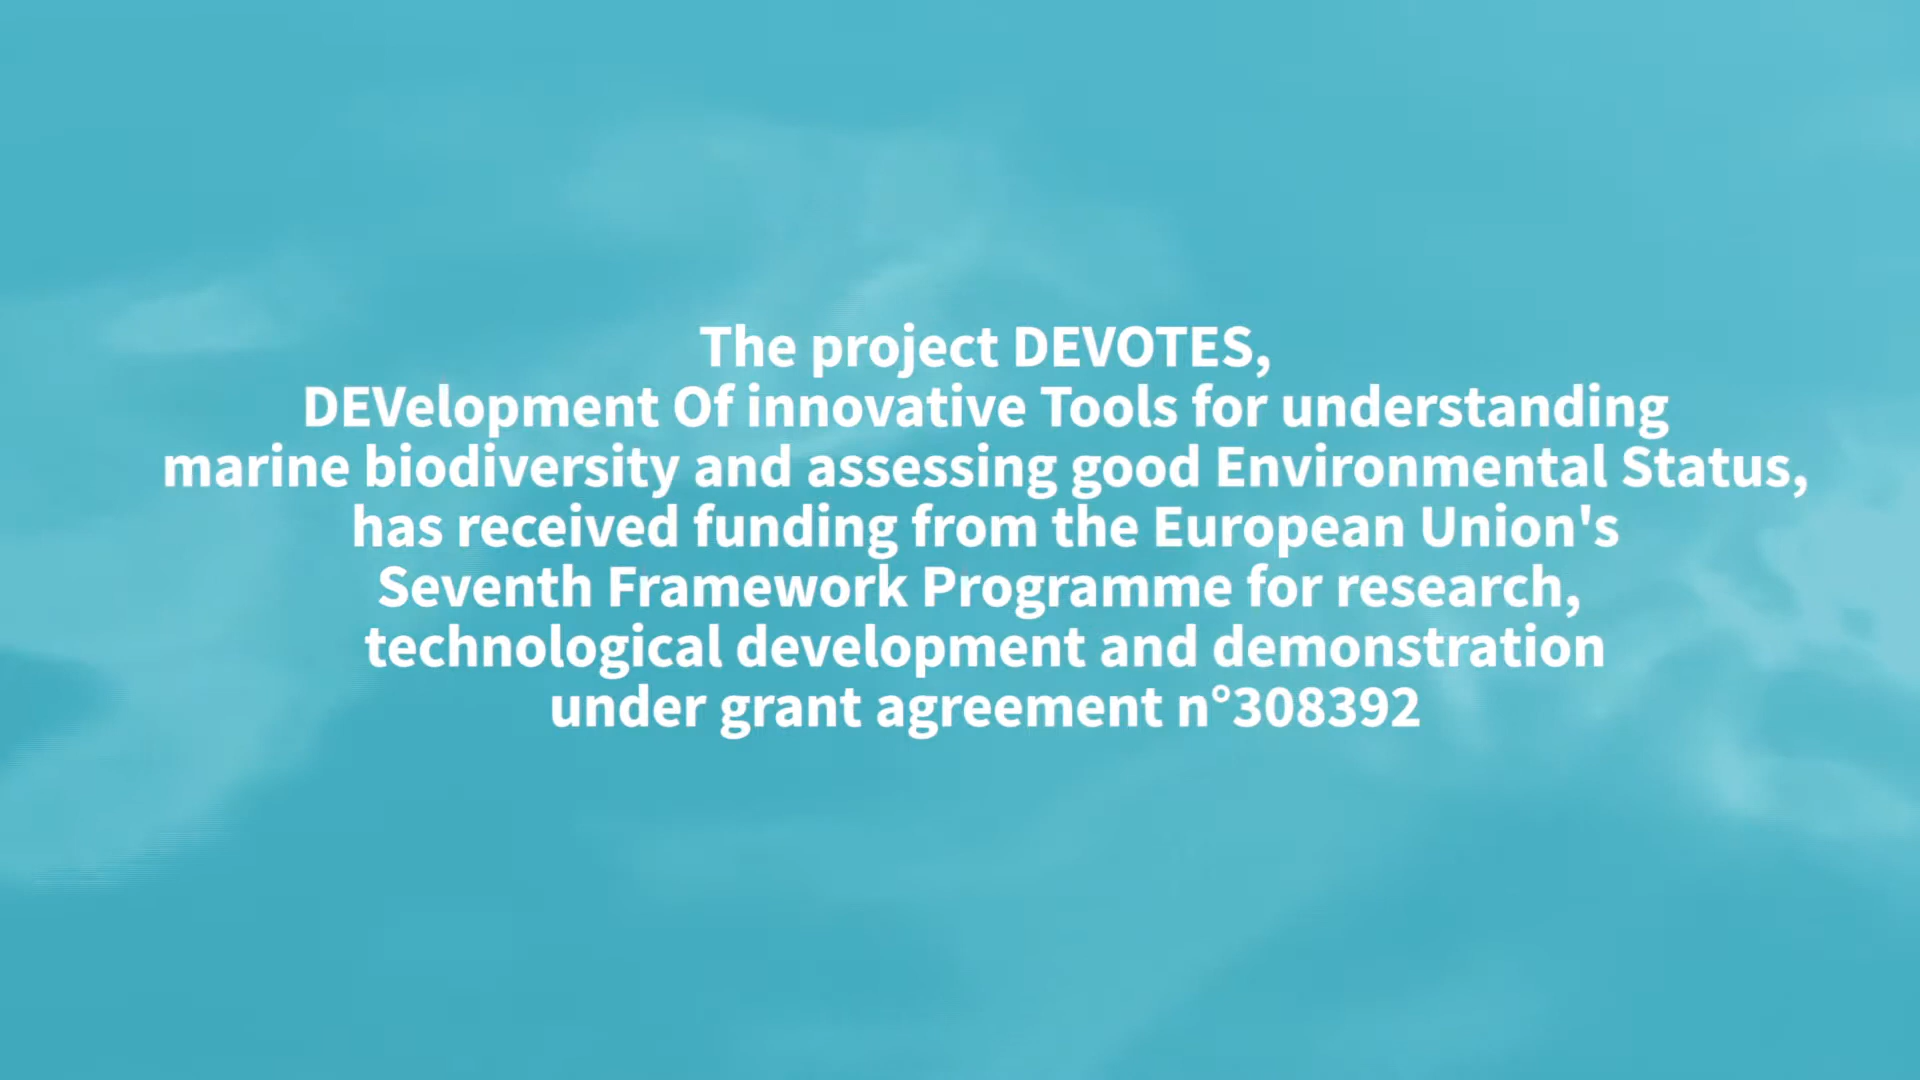 The project DEVOTES,
DEVelopment Of innovative Tools for understanding
marine biodiversity and assessing good Environmental Status,
has received funding from the European Union's
Seventh Framework Programme for research,
technological development and demonstration
under grant agreement n°308392